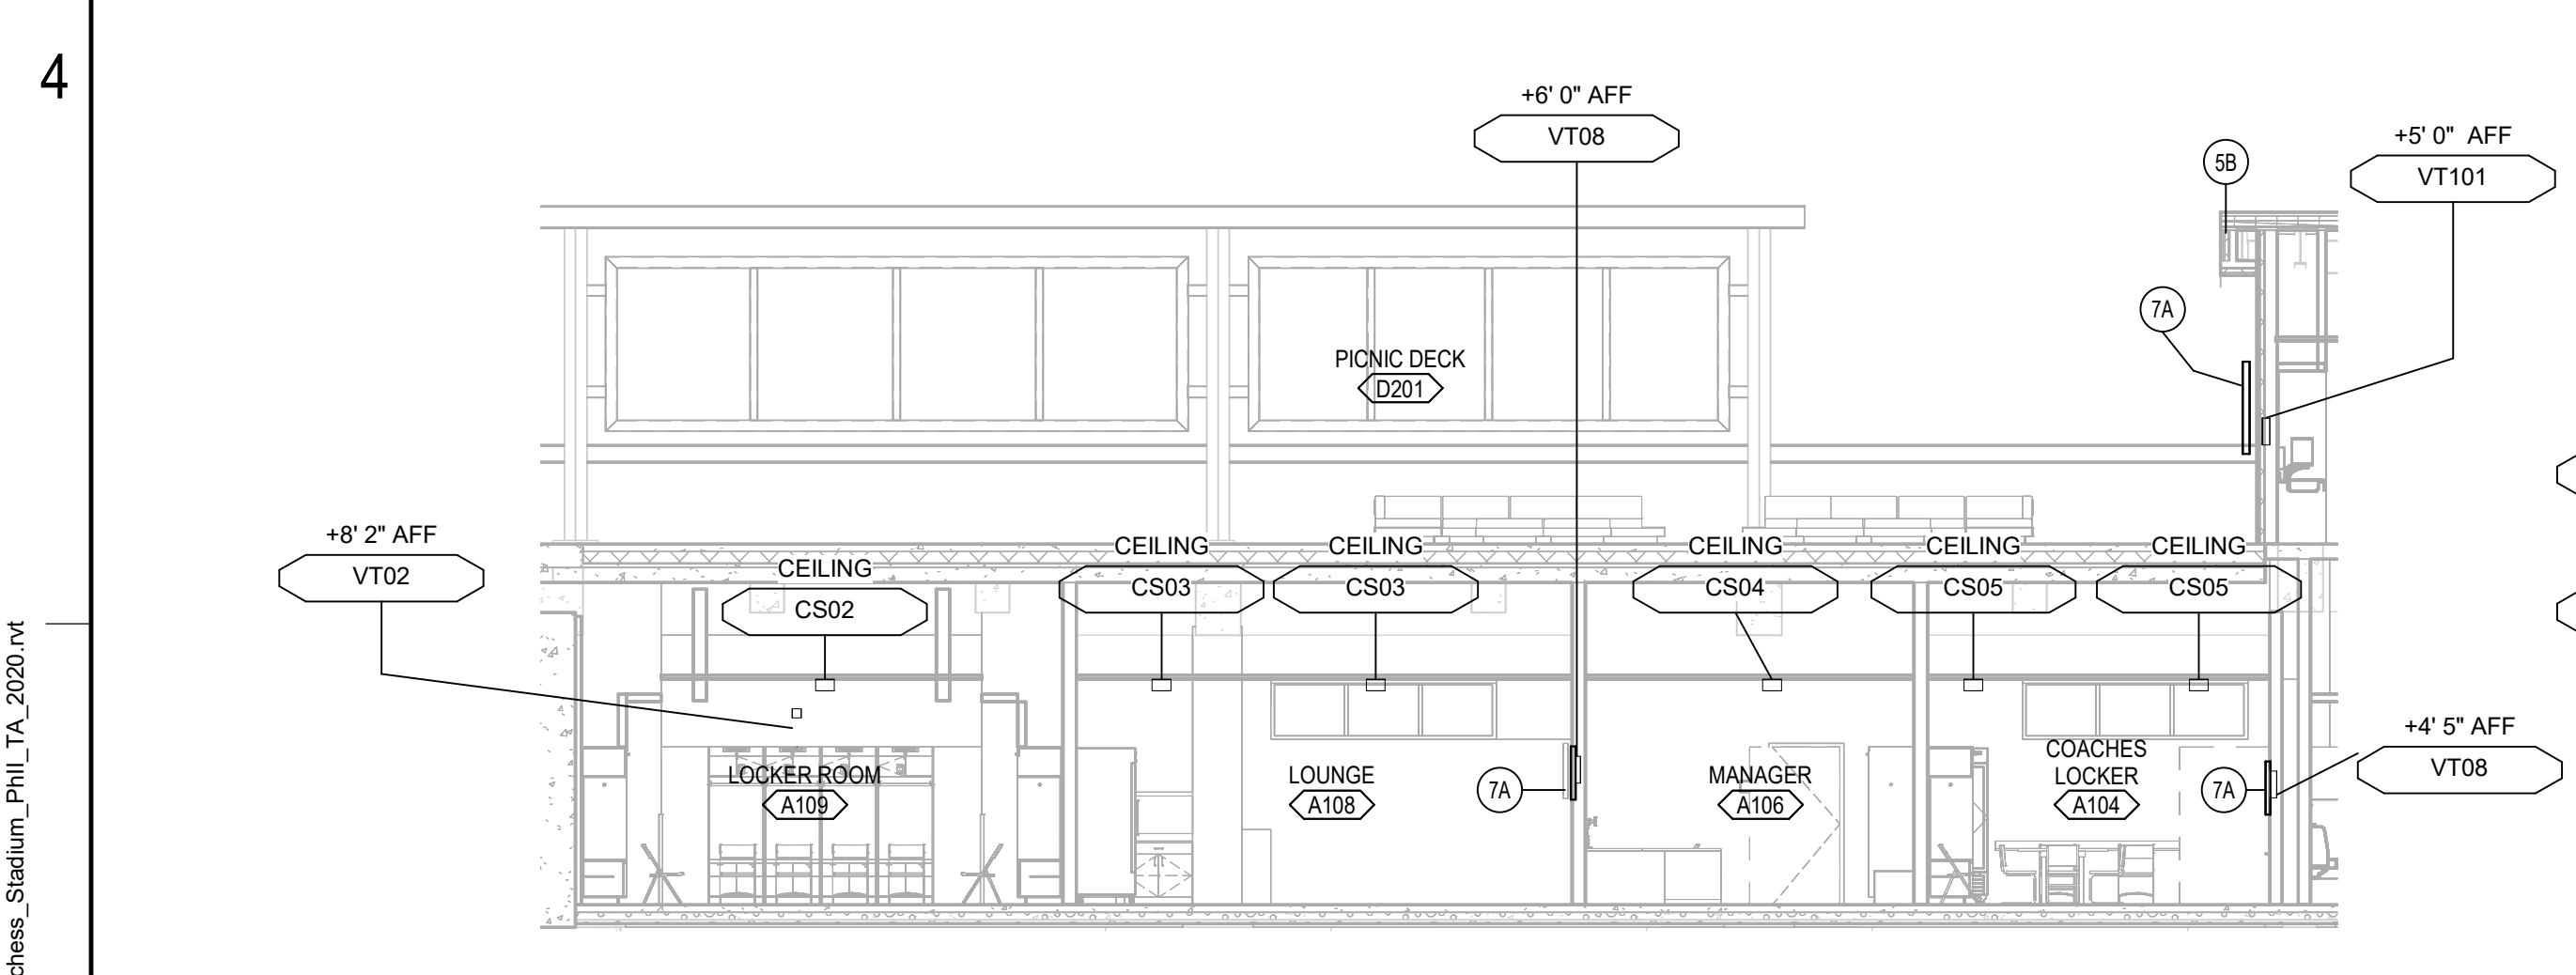 4
+6' 0" AFF
VT08
+5' 0" AFF
VT101
5B
7A
PICNIC DECK
D201
+8' 2" AFF
VT02
CEILING
CS02
CEILING
CS03
CEILING
CS03
CEILING
CS04
CEILING
CS05
CEILING
CS05
+4' 5" AFF
VT08
LOCKER ROOM
A109
LOUNGE
A108
7A
MANAGER
A106
COACHES
LOCKER
A104
7A
chess_Stadium_PhII_TA_2020.rvt